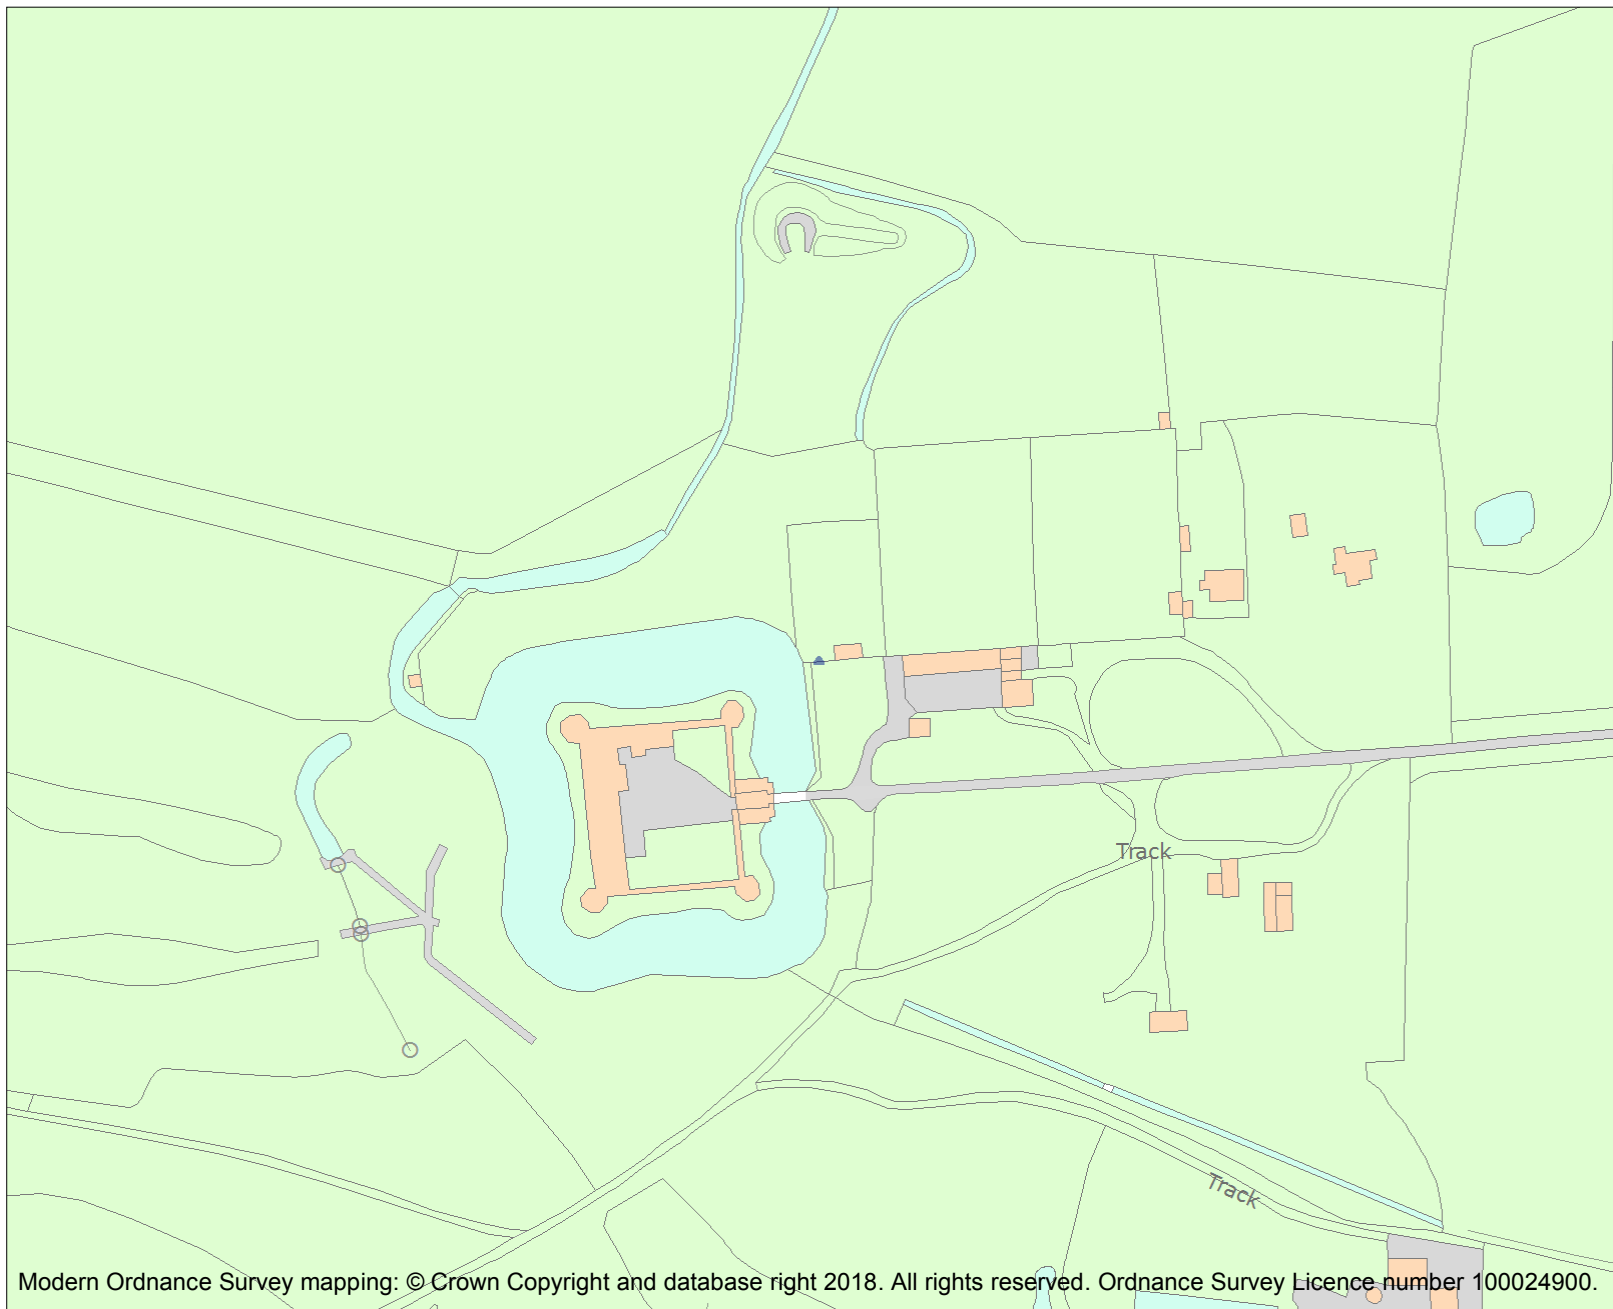 Track
Track
Modern Ordnance Survey mapping: © Crown Copyright and database right 2018. All rights reserved. Ordnance Survey Licence number 100024900.